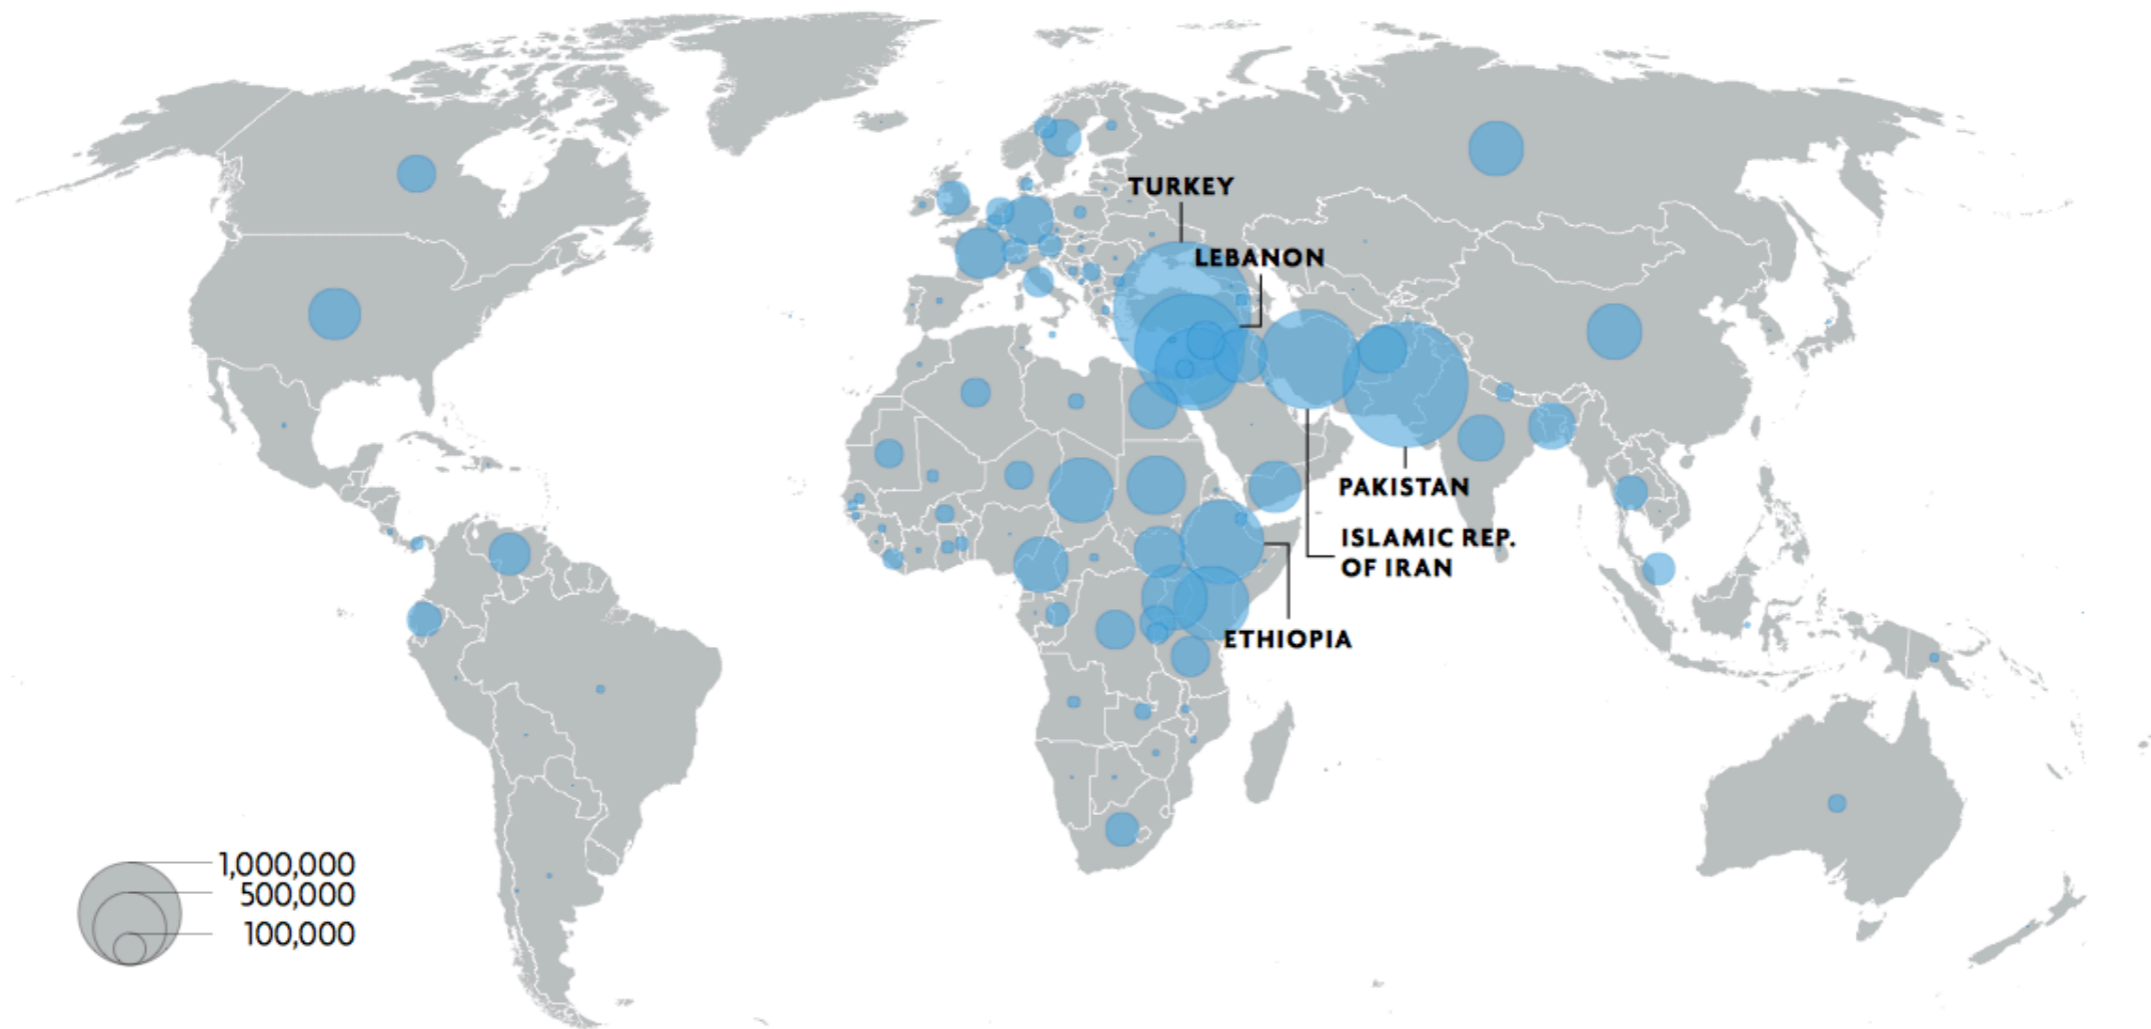 TURKEY
LEBANON
PAKISTAN
ISLAMIC REP.
OF IRAN
ETHIOPIA
1,000,000
500,000
100,000